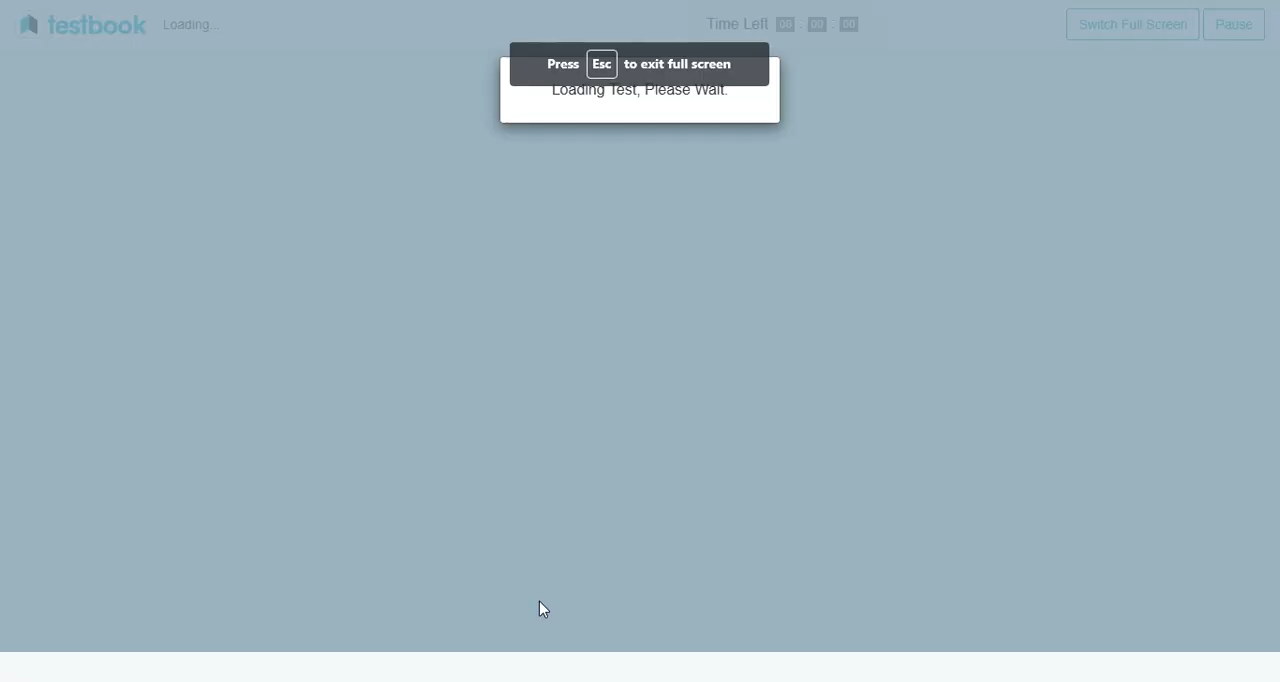 testbook Loading... Time Left 00 : 00 : 00 Switch Full Screen Pause
Press Esc to exit full screen
Loading Test, Please Wait.